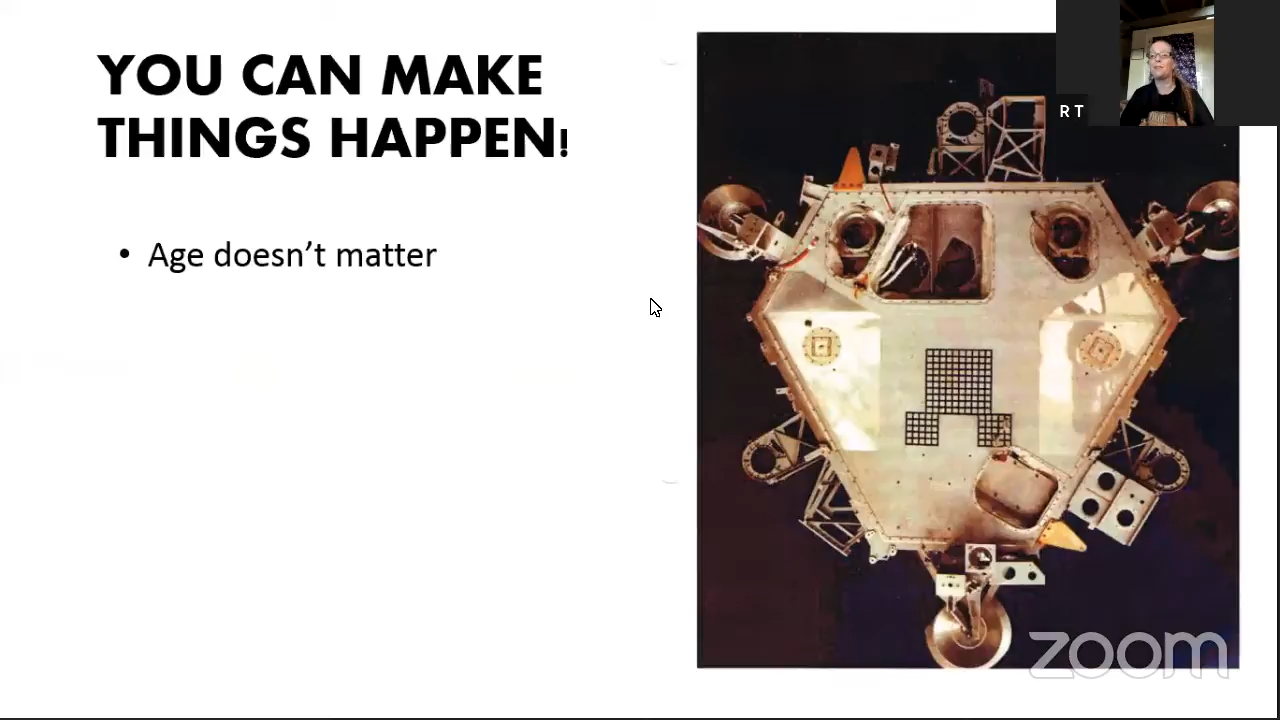 YOU CAN MAKE
THINGS HAPPEN!
• Age doesn’t matter
R T
zoom